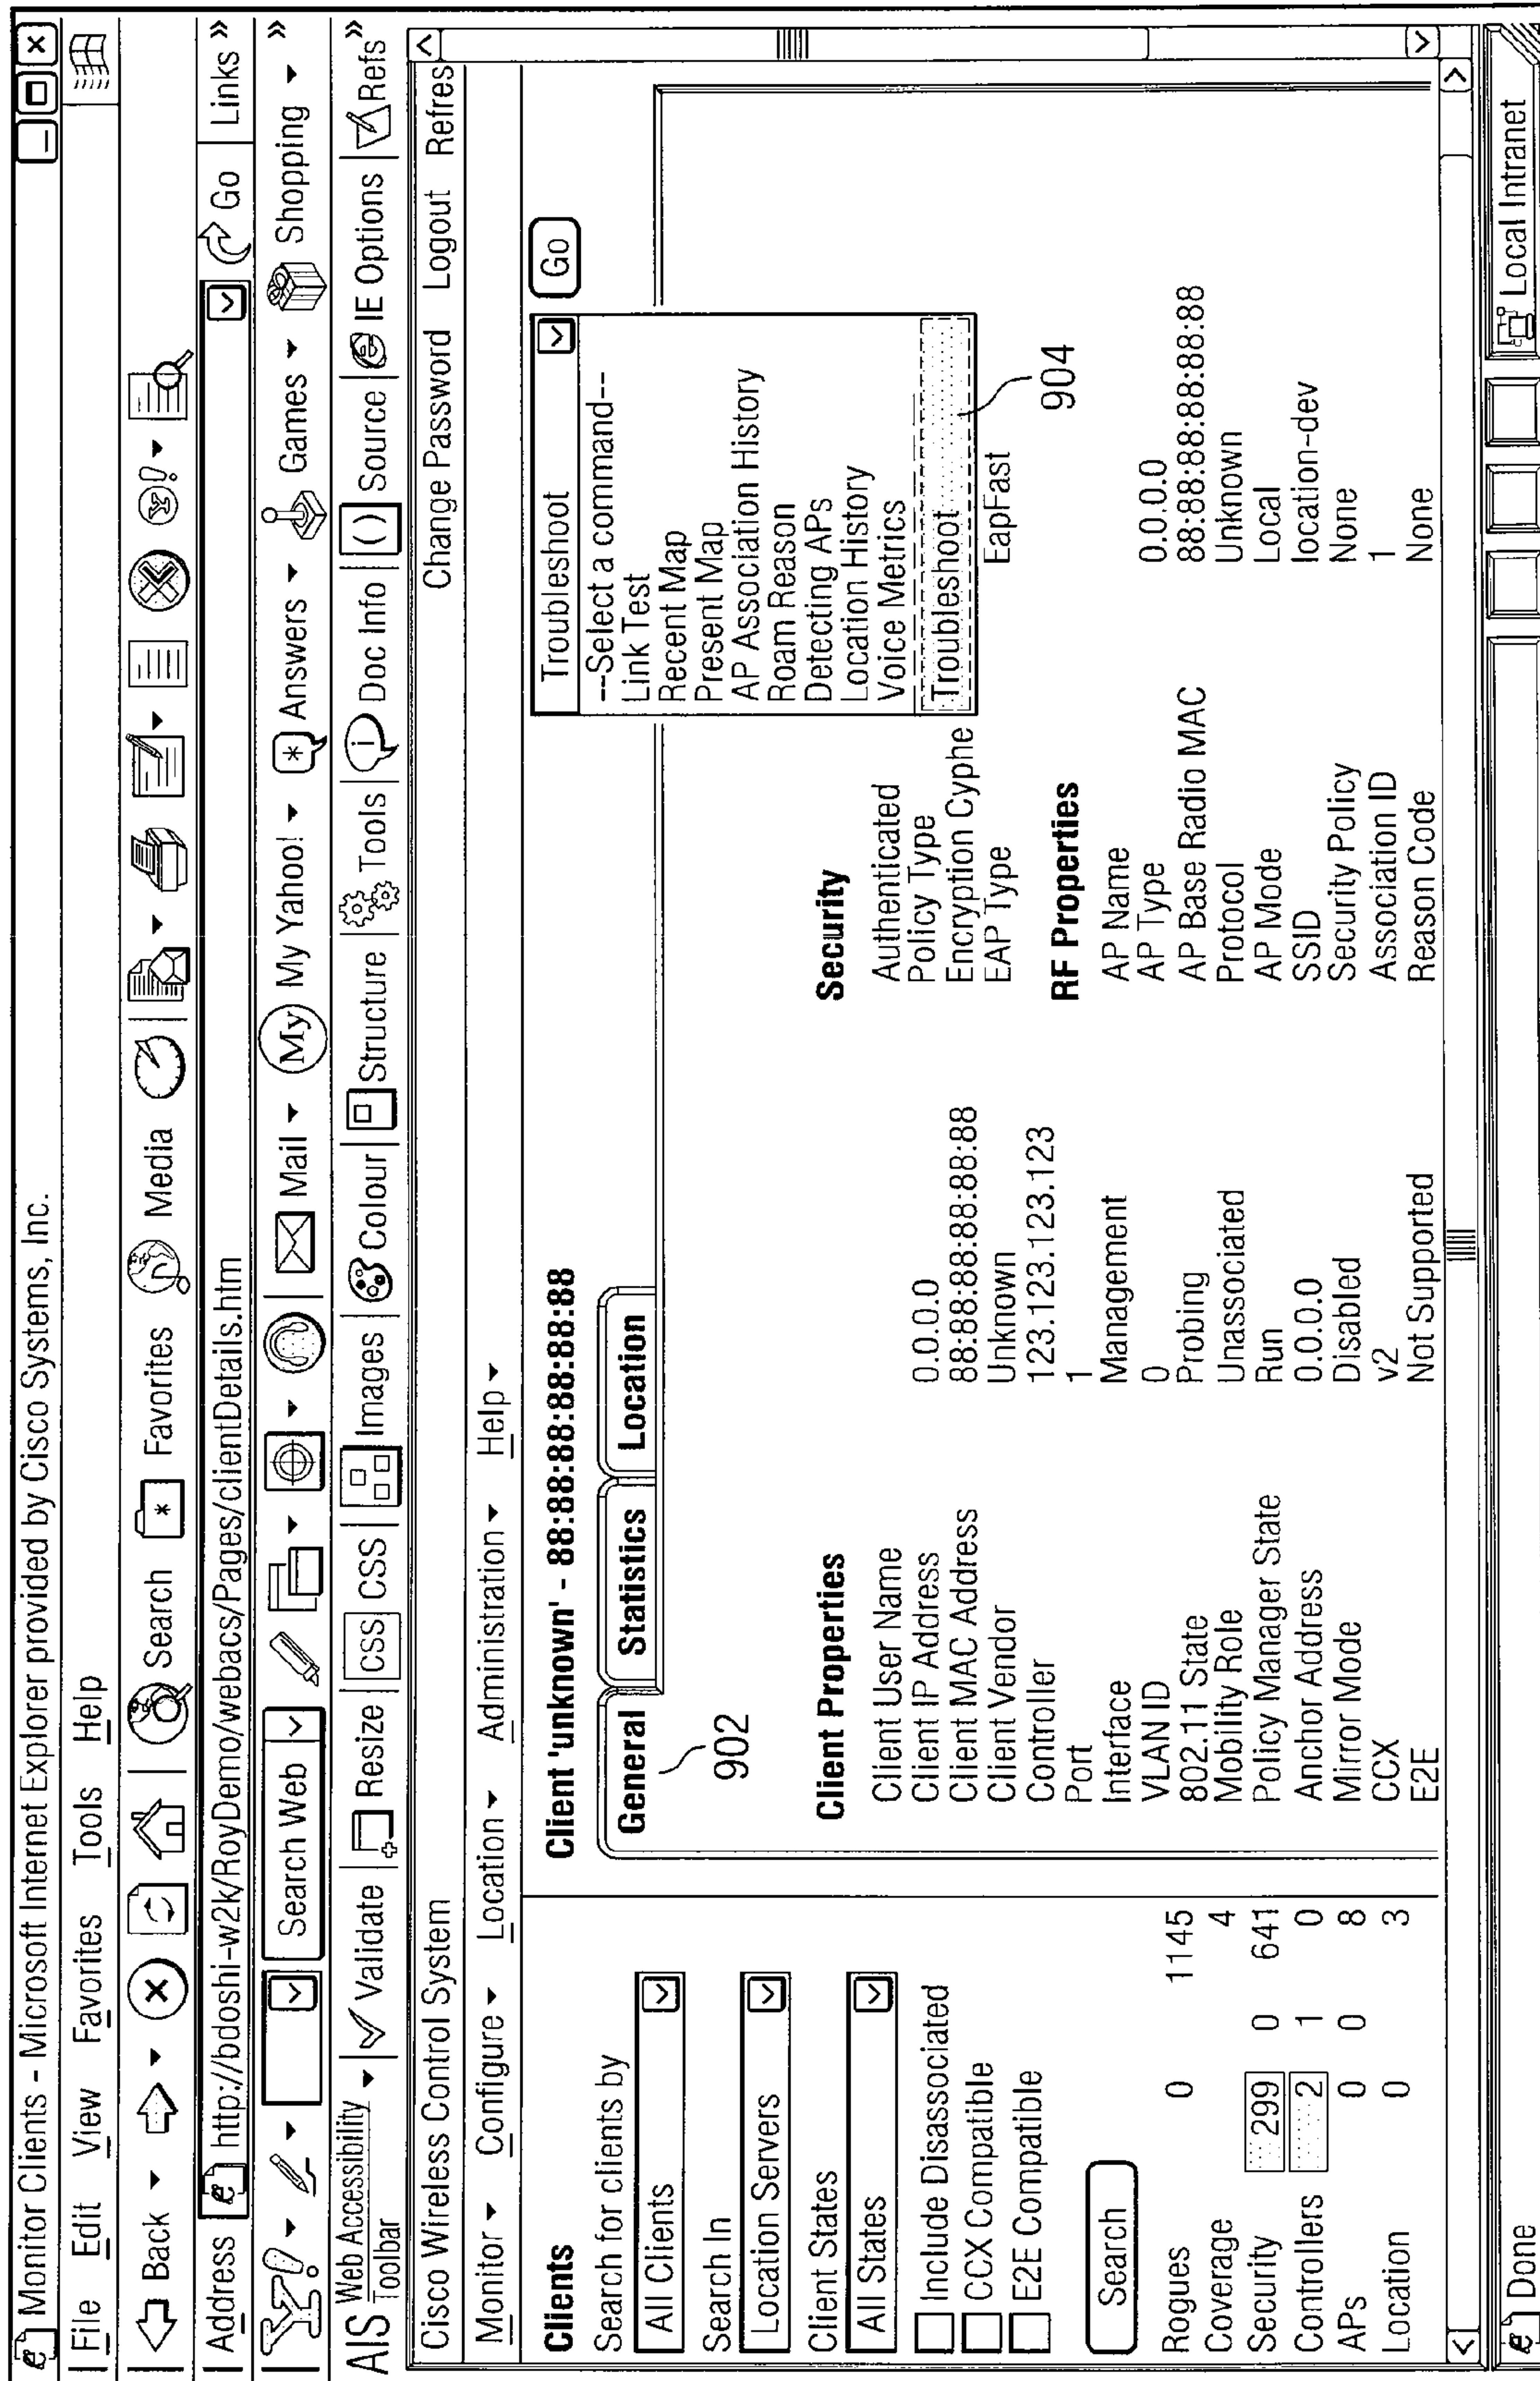 Monitor Clients - Microsoft Internet Explorer provided by Cisco Systems, Inc.
File Edit View Favorites Tools Help
Back Search Favorites Media
Address http://bdoshi-w2k/RoyDemo/webacs/Pages/clientDetails.htm Go Links »
Y! Search Web Mail My My Yahoo! Answers Games Shopping »
AIS Web Accessibility Toolbar Validate Resize CSS CSS Images Colour Structure Tools Doc Info Source IE Options Refs »
Cisco Wireless Control System Change Password Logout Refres
Monitor Configure Location Administration Help
Clients
Search for clients by
All Clients
Search In
Location Servers
Client States
All States
Include Disassociated
CCX Compatible
E2E Compatible
Search
Rogues 0 1145
Coverage 4
Security 299 0 641
Controllers 2 1 0
APs 0 0 8
Location 0 3
Client 'unknown' - 88:88:88:88:88:88
General Statistics Location
902
Client Properties
Client User Name
Client IP Address 0.0.0.0
Client MAC Address 88:88:88:88:88:88
Client Vendor Unknown
Controller 123.123.123.123
Port 1
Interface Management
VLAN ID 0
802.11 State Probing
Mobility Role Unassociated
Policy Manager State Run
Anchor Address 0.0.0.0
Mirror Mode Disabled
CCX v2
E2E Not Supported
Troubleshoot Go
---Select a command--
Link Test
Recent Map
Present Map
AP Association History
Roam Reason
Detecting APs
Location History
Voice Metrics
Troubleshoot
904
Security
Authenticated
Policy Type
Encryption Cyphe
EAP Type EapFast
RF Properties
AP Name
AP Type 0.0.0.0
AP Base Radio MAC 88:88:88:88:88:88
Protocol Unknown
AP Mode Local
SSID location-dev
Security Policy None
Association ID 1
Reason Code None
Done Local Intranet